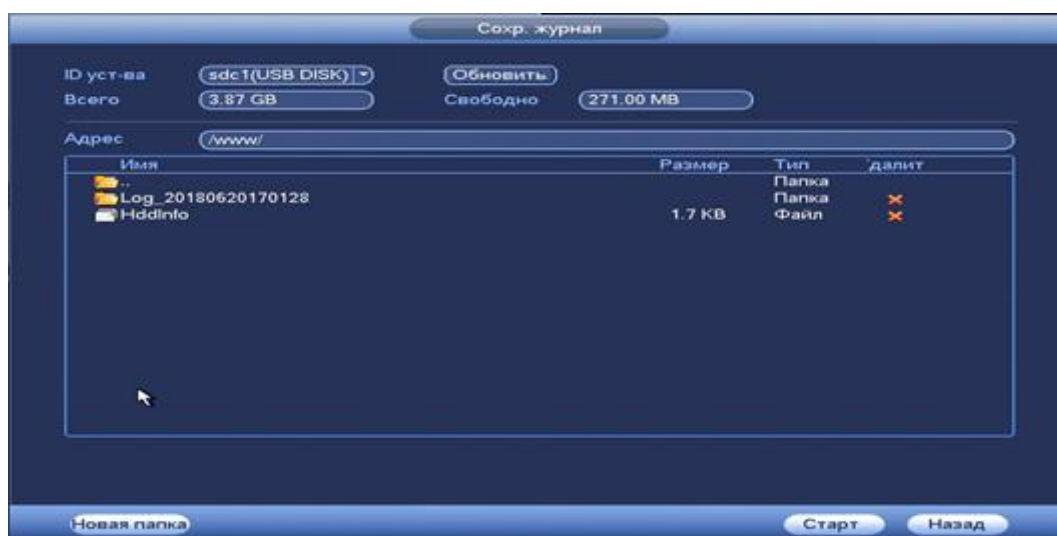 Сохр. журнал
ID уст-ва sdc1(USB DISK) Обновить
Всего 3.87 GB Свободно 271.00 MB
Адрес /www/
Имя Размер Тип далит
.. Папка
Log_20180620170128 Папка
HddInfo 1.7 KB Файл
Новая папка Старт Назад